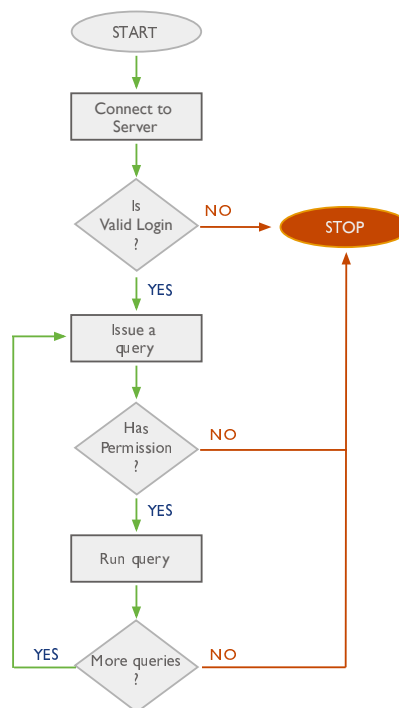 START
Connect to
Server
Is
Valid Login
?
NO
STOP
YES
Issue a
query
Has
Permission
?
NO
YES
Run query
More queries
?
YES
NO